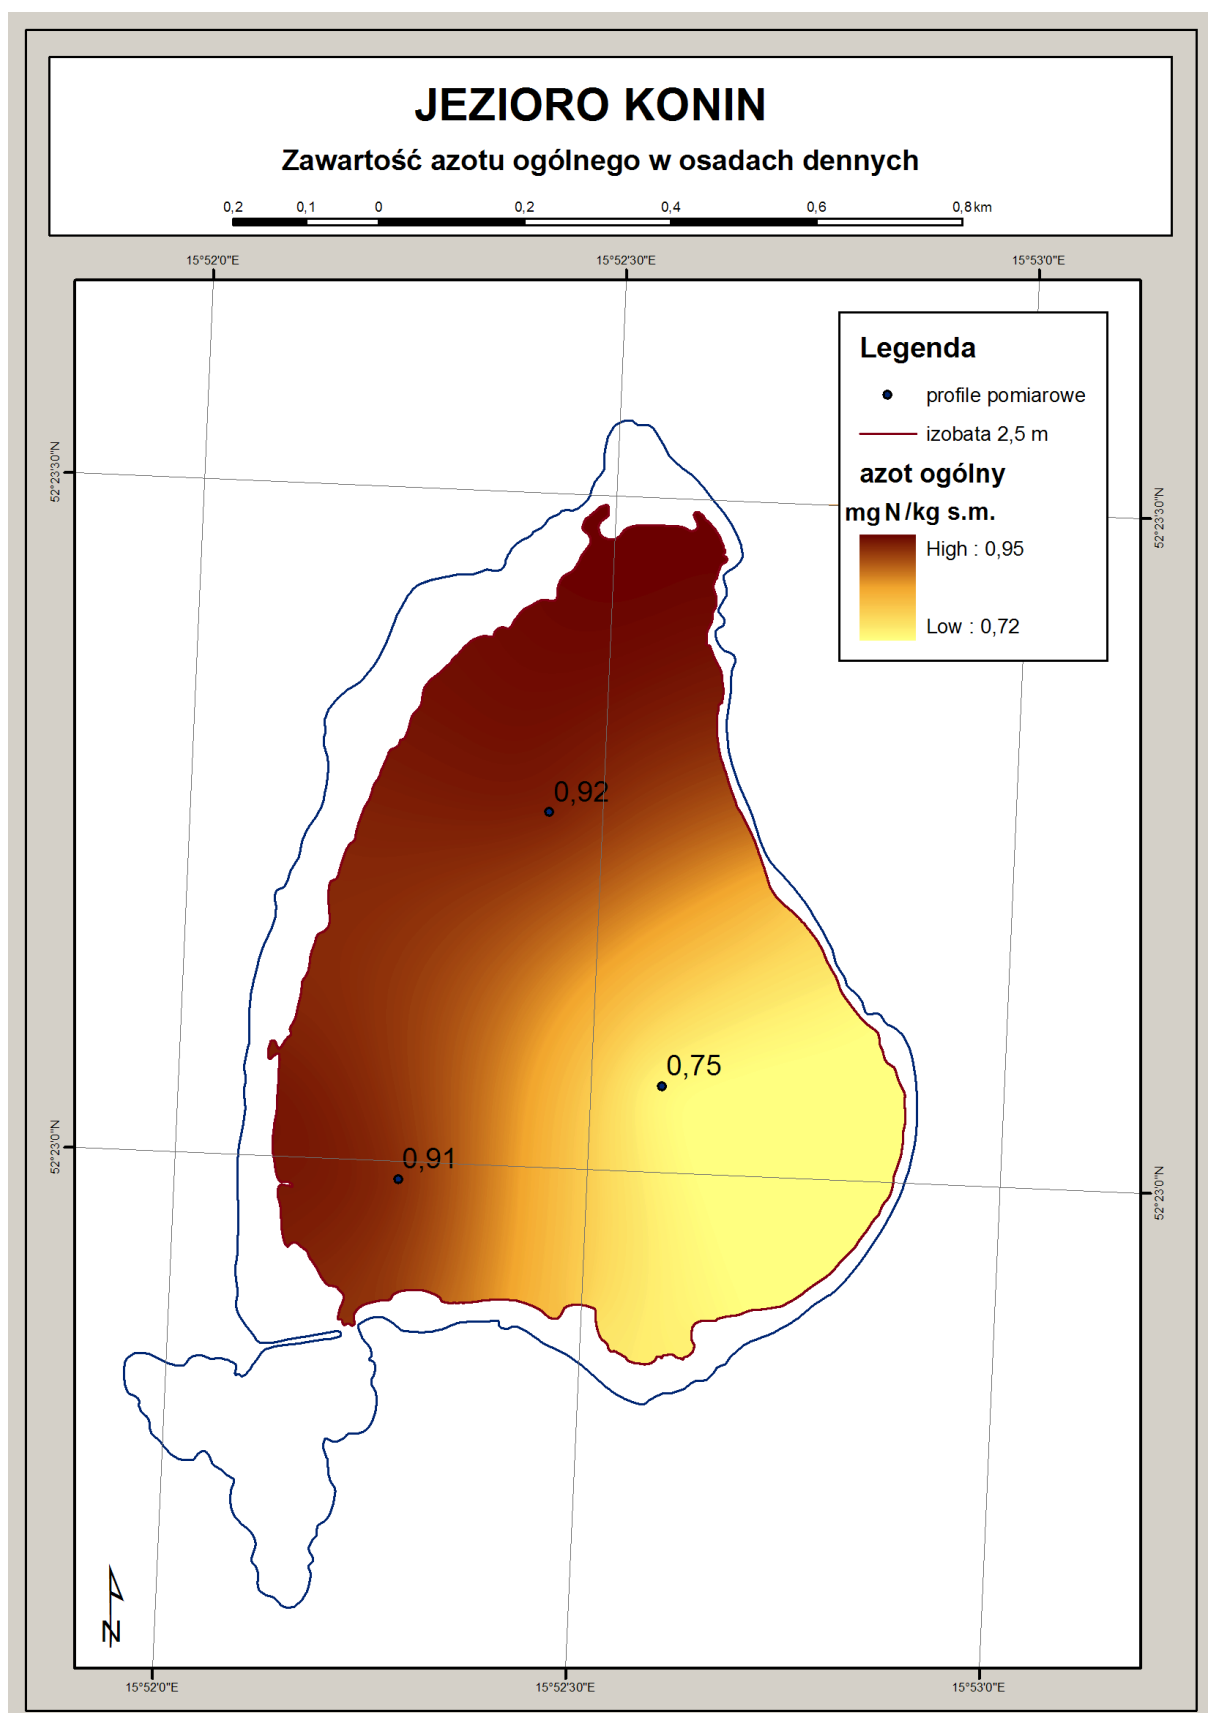 JEZIORO KONIN
Zawartość azotu ogólnego w osadach dennych
0,2 0,1 0 0,2 0,4 0,6 0,8 km
15°52'0"E 15°52'30"E 15°53'0"E
Legenda
profile pomiarowe
izobata 2,5 m
azot ogólny
mg N /kg s.m.
High : 0,95
Low : 0,72
52°23'30"N
52°23'30"N
0,92
0,75
0,91
52°23'0"N
52°23'0"N
N
15°52'0"E 15°52'30"E 15°53'0"E